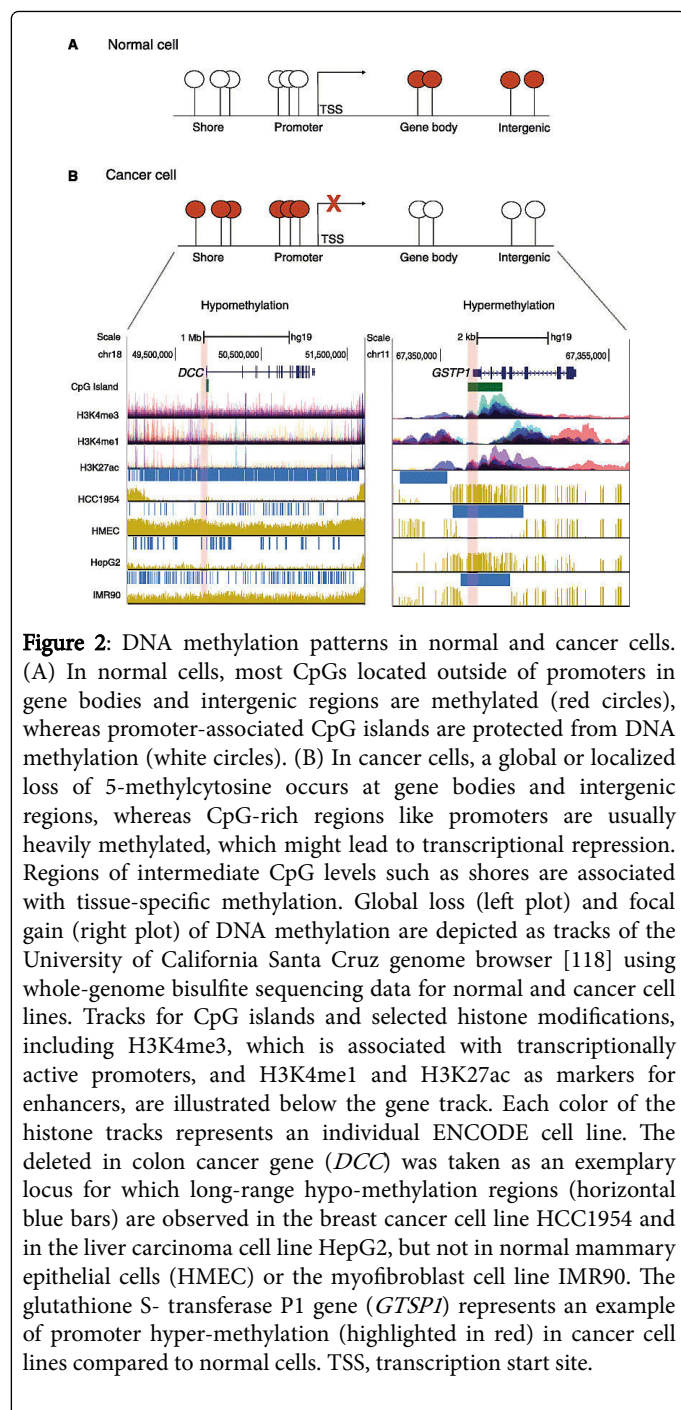 A Normal cell
TSS
Shore Promoter Gene body Intergenic
B Cancer cell
X
TSS
Shore Promoter Gene body Intergenic
Hypomethylation
Scale 1 Mb hg19
chr18 49,500,000 50,500,000 51,500,000
DCC
CpG Island
H3K4me3
H3K4me1
H3K27ac
HCC1954
HMEC
HepG2
IMR90
Hypermethylation
Scale 2 kb hg19
chr11 67,350,000 67,355,000
GSTP1
Figure 2: DNA methylation patterns in normal and cancer cells.
(A) In normal cells, most CpGs located outside of promoters in
gene bodies and intergenic regions are methylated (red circles),
whereas promoter-associated CpG islands are protected from DNA
methylation (white circles). (B) In cancer cells, a global or localized
loss of 5-methylcytosine occurs at gene bodies and intergenic
regions, whereas CpG-rich regions like promoters are usually
heavily methylated, which might lead to transcriptional repression.
Regions of intermediate CpG levels such as shores are associated
with tissue-specific methylation. Global loss (left plot) and focal
gain (right plot) of DNA methylation are depicted as tracks of the
University of California Santa Cruz genome browser [118] using
whole-genome bisulfite sequencing data for normal and cancer cell
lines. Tracks for CpG islands and selected histone modifications,
including H3K4me3, which is associated with transcriptionally
active promoters, and H3K4me1 and H3K27ac as markers for
enhancers, are illustrated below the gene track. Each color of the
histone tracks represents an individual ENCODE cell line. The
deleted in colon cancer gene (DCC) was taken as an exemplary
locus for which long-range hypo-methylation regions (horizontal
blue bars) are observed in the breast cancer cell line HCC1954 and
in the liver carcinoma cell line HepG2, but not in normal mammary
epithelial cells (HMEC) or the myofibroblast cell line IMR90. The
glutathione S- transferase P1 gene (GTSP1) represents an example
of promoter hyper-methylation (highlighted in red) in cancer cell
lines compared to normal cells. TSS, transcription start site.